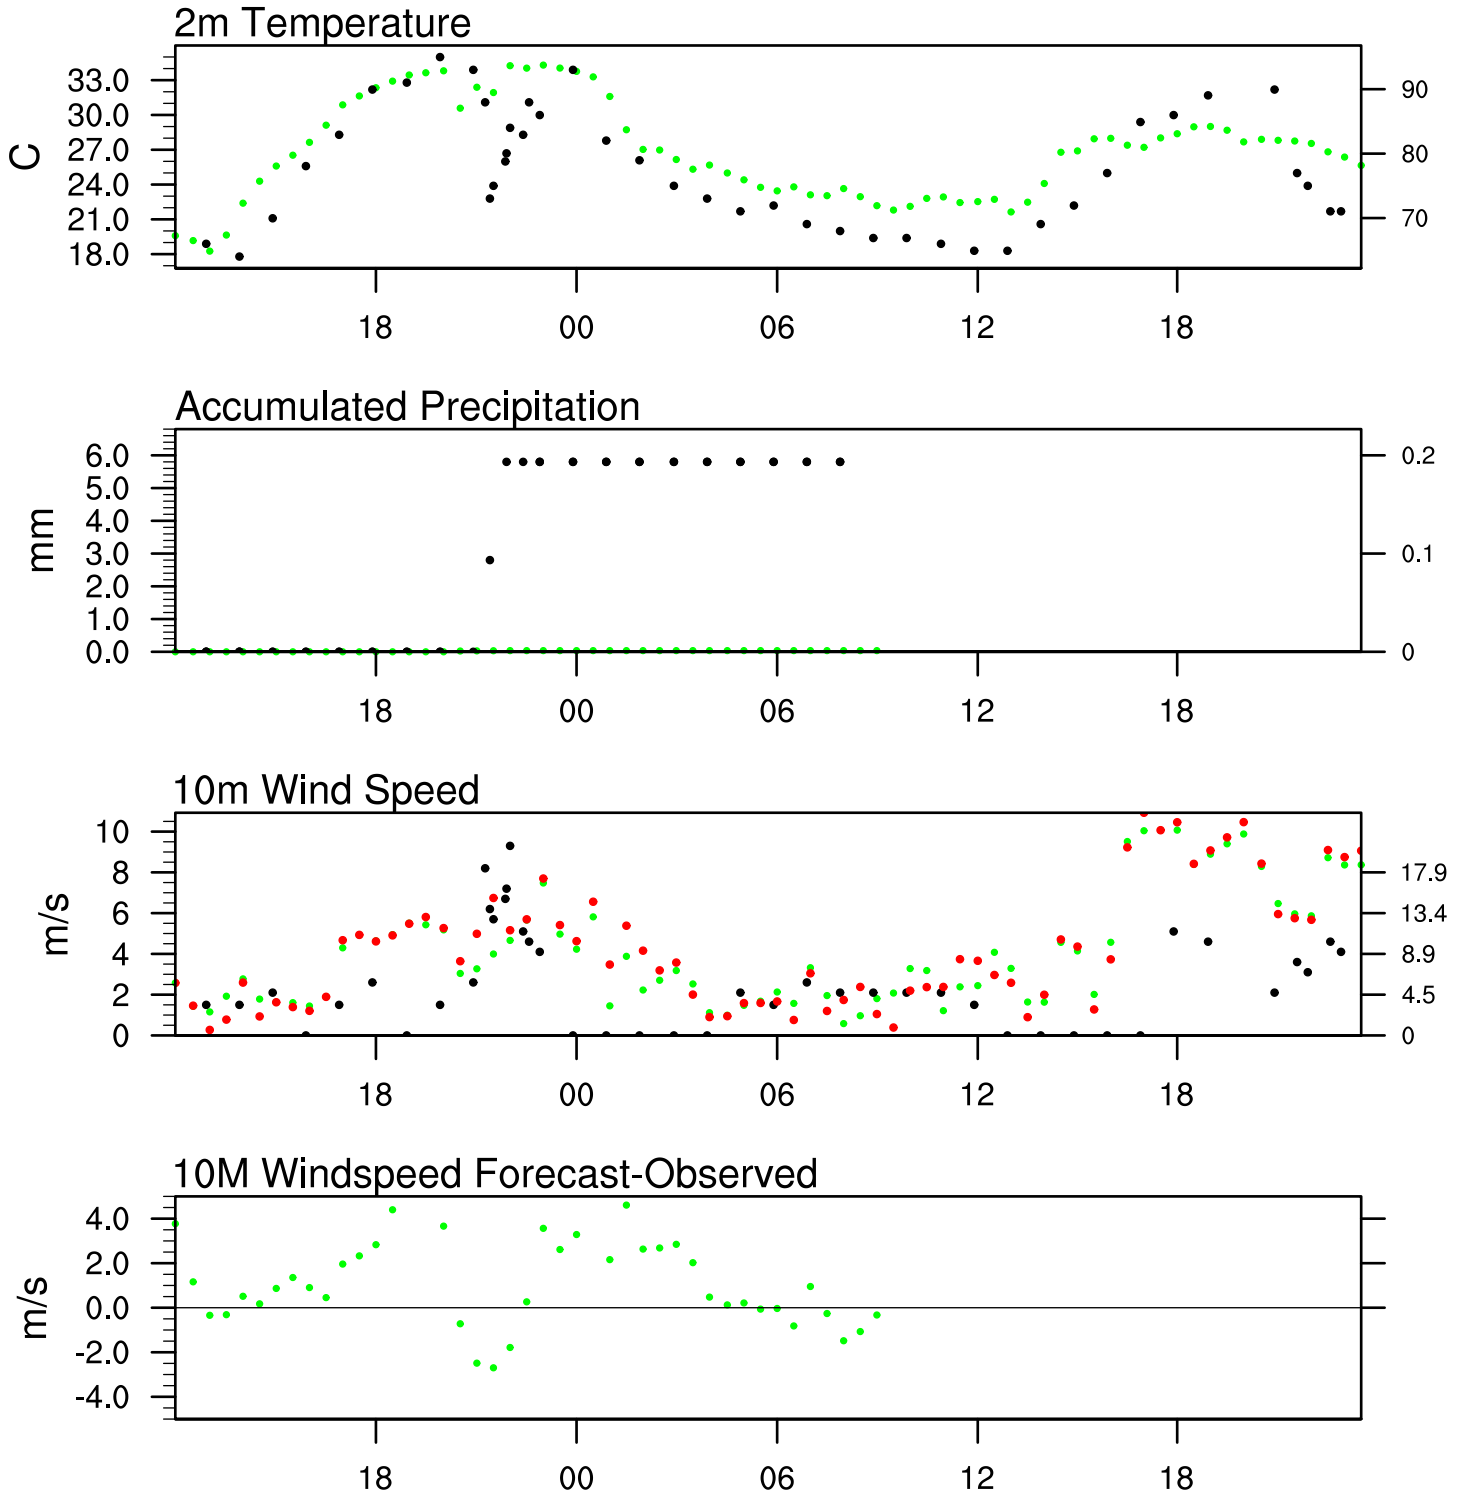 2m Temperature
C
33.0
30.0
27.0
24.0
21.0
18.0
90
80
70
18 00 06 12 18
Accumulated Precipitation
mm
6.0
5.0
4.0
3.0
2.0
1.0
0.0
0.2
0.1
0
18 00 06 12 18
10m Wind Speed
m/s
10
8
6
4
2
0
17.9
13.4
8.9
4.5
0
18 00 06 12 18
10M Windspeed Forecast-Observed
m/s
4.0
2.0
0.0
-2.0
-4.0
18 00 06 12 18